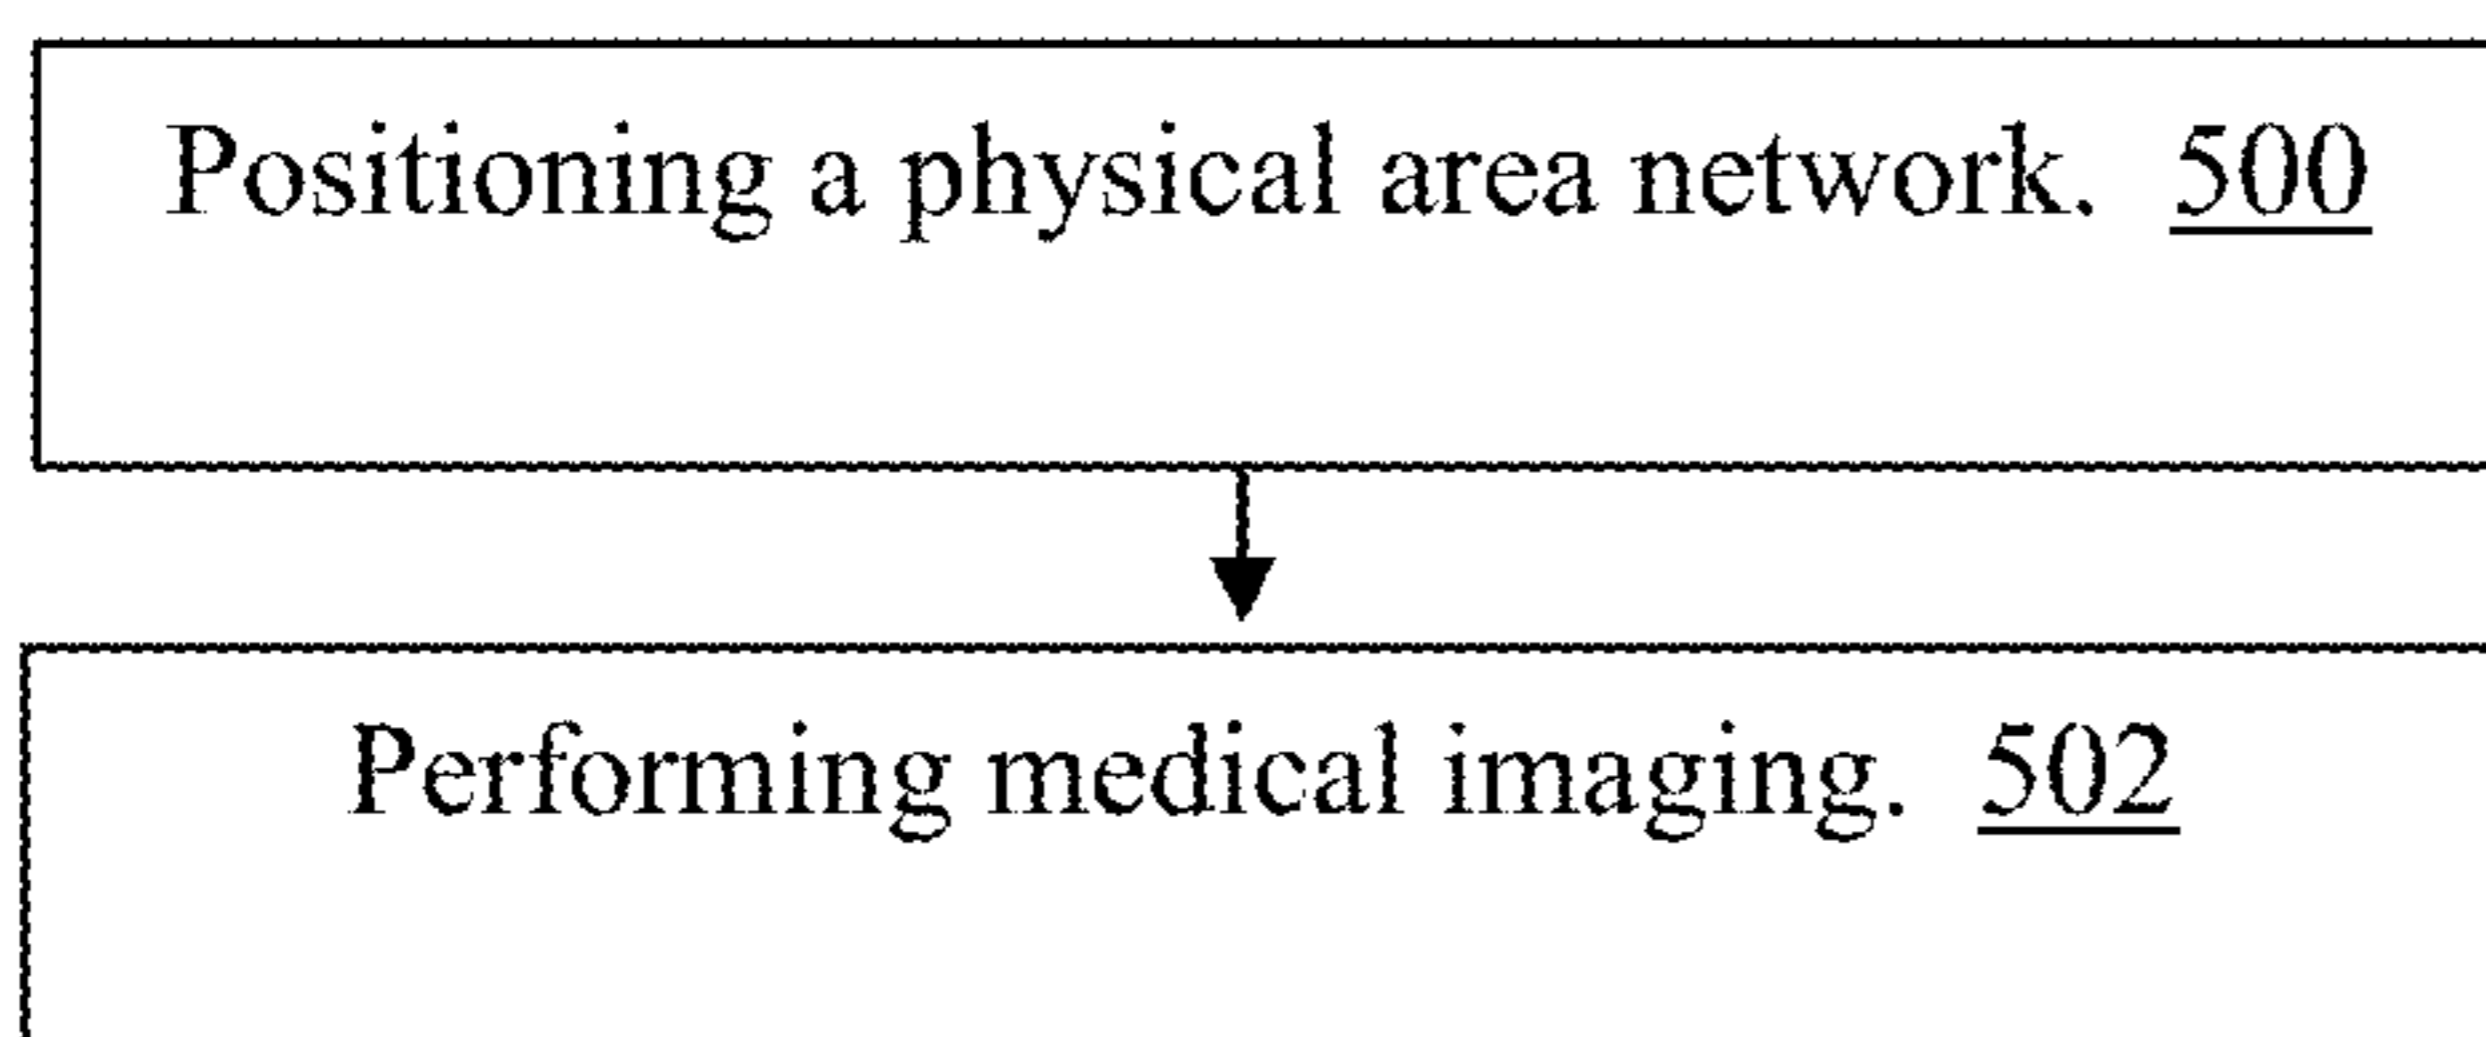 Positioning a physical area network. 500
Performing medical imaging. 502